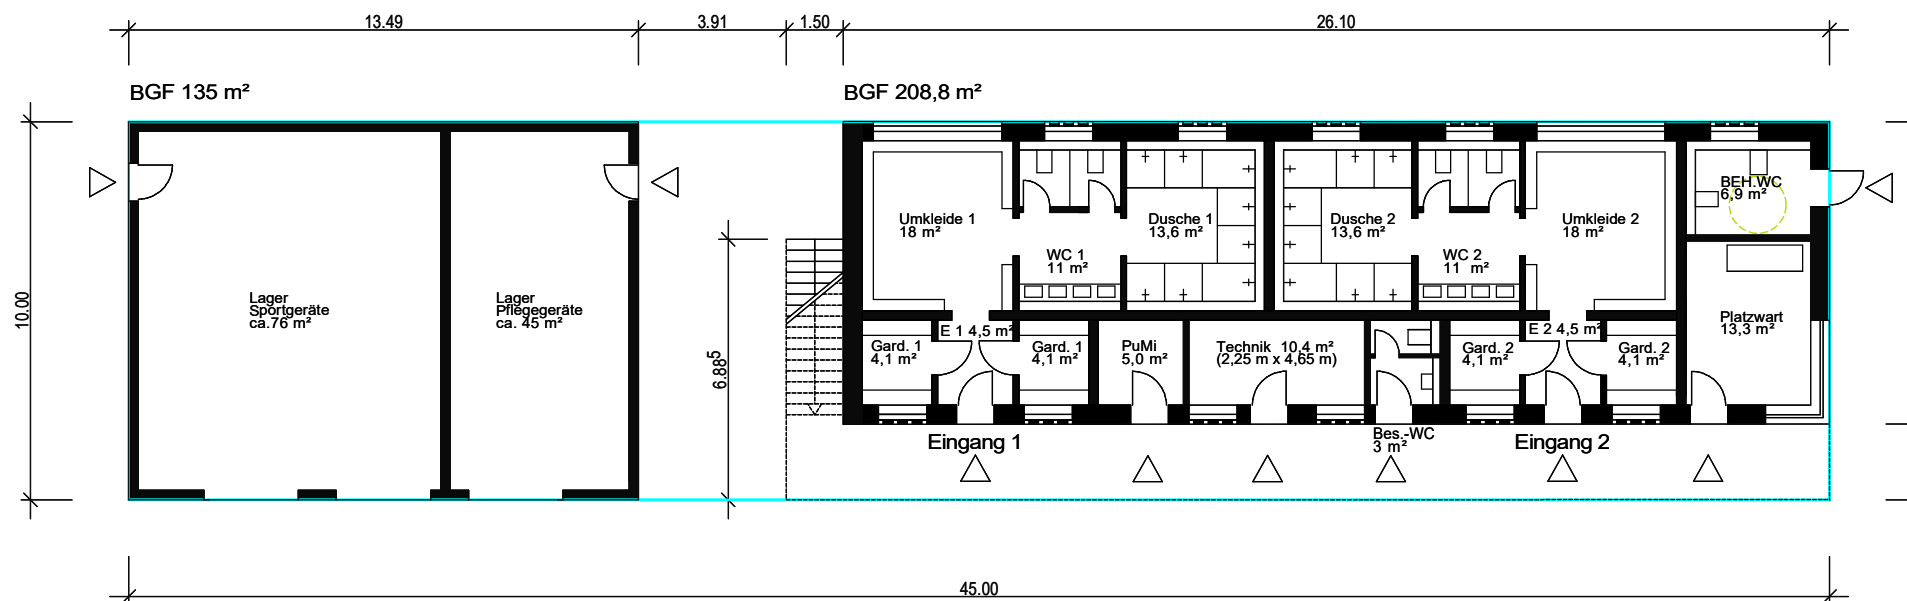 13.49
3.91
1.50
26.10
BGF 135 m²
BGF 208,8 m²
10.00
6.88⁵
Lager
Sportgeräte
ca.76 m²
Lager
Pflegegeräte
ca. 45 m²
Umkleide 1
18 m²
WC 1
11 m²
Dusche 1
13,6 m²
Dusche 2
13,6 m²
WC 2
11 m²
Umkleide 2
18 m²
BEH.WC
6,9 m²
Platzwart
13,3 m²
Gard. 1
4,1 m²
E 1 4,5 m²
Gard. 1
4,1 m²
PuMi
5,0 m²
Technik 10,4 m²
(2,25 m x 4,65 m)
Gard. 2
4,1 m²
E 2 4,5 m²
Gard. 2
4,1 m²
Eingang 1
Bes.-WC
3 m²
Eingang 2
45.00